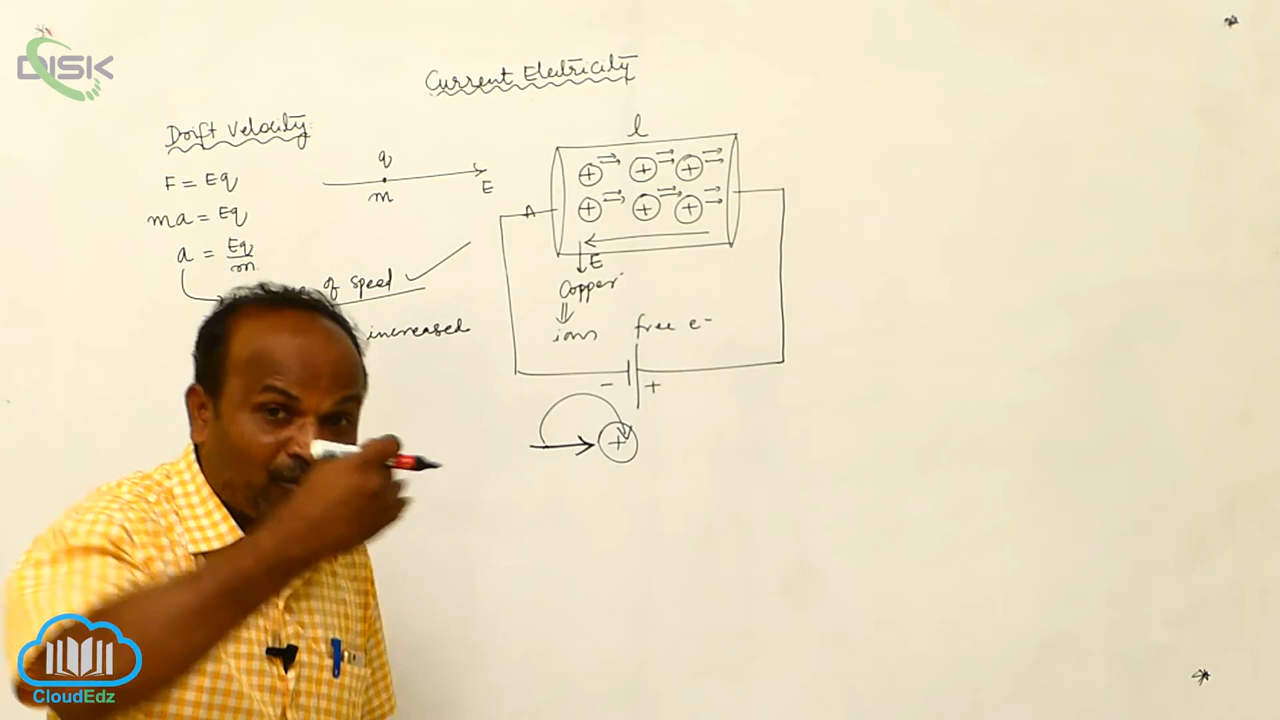 DISK
Current Electricity
Drift Velocity
F = Eq
ma = Eq
a = Eq/m
of speed
increased
q
m
E
l
A
+ + +
+ + +
E
Copper
⇓
ions
free e-
- +
+
CloudEdz